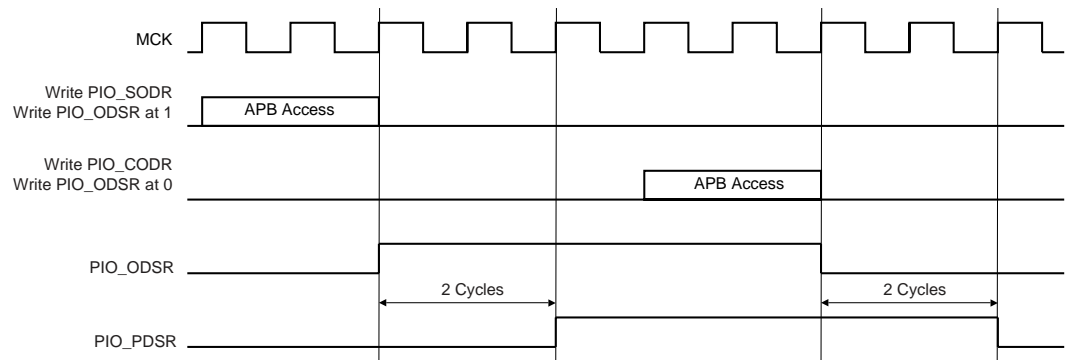 MCK
Write PIO_SODR
Write PIO_ODSR at 1
APB Access
Write PIO_CODR
Write PIO_ODSR at 0
APB Access
PIO_ODSR
2 Cycles
2 Cycles
PIO_PDSR